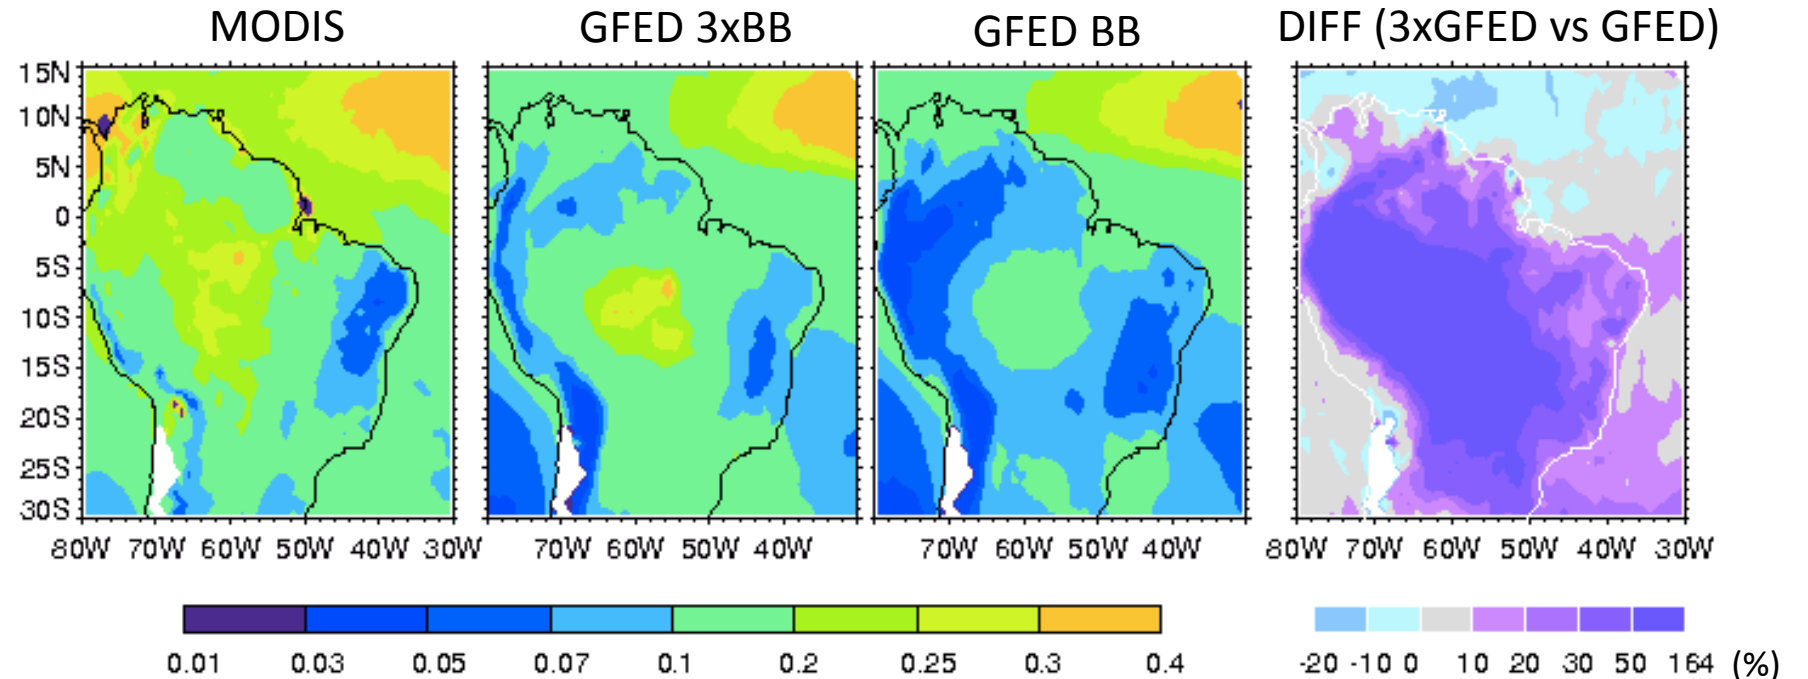 MODIS GFED 3xBB GFED BB DIFF (3xGFED vs GFED)
15N
10N
5N
0
5S
10S
15S
20S
25S
30S
80W 70W 60W 50W 40W 30W 70W 60W 50W 40W 70W 60W 50W 40W 80W 70W 60W 50W 40W 30W
0.01 0.03 0.05 0.07 0.1 0.2 0.25 0.3 0.4 -20 -10 0 10 20 30 50 164 (%)